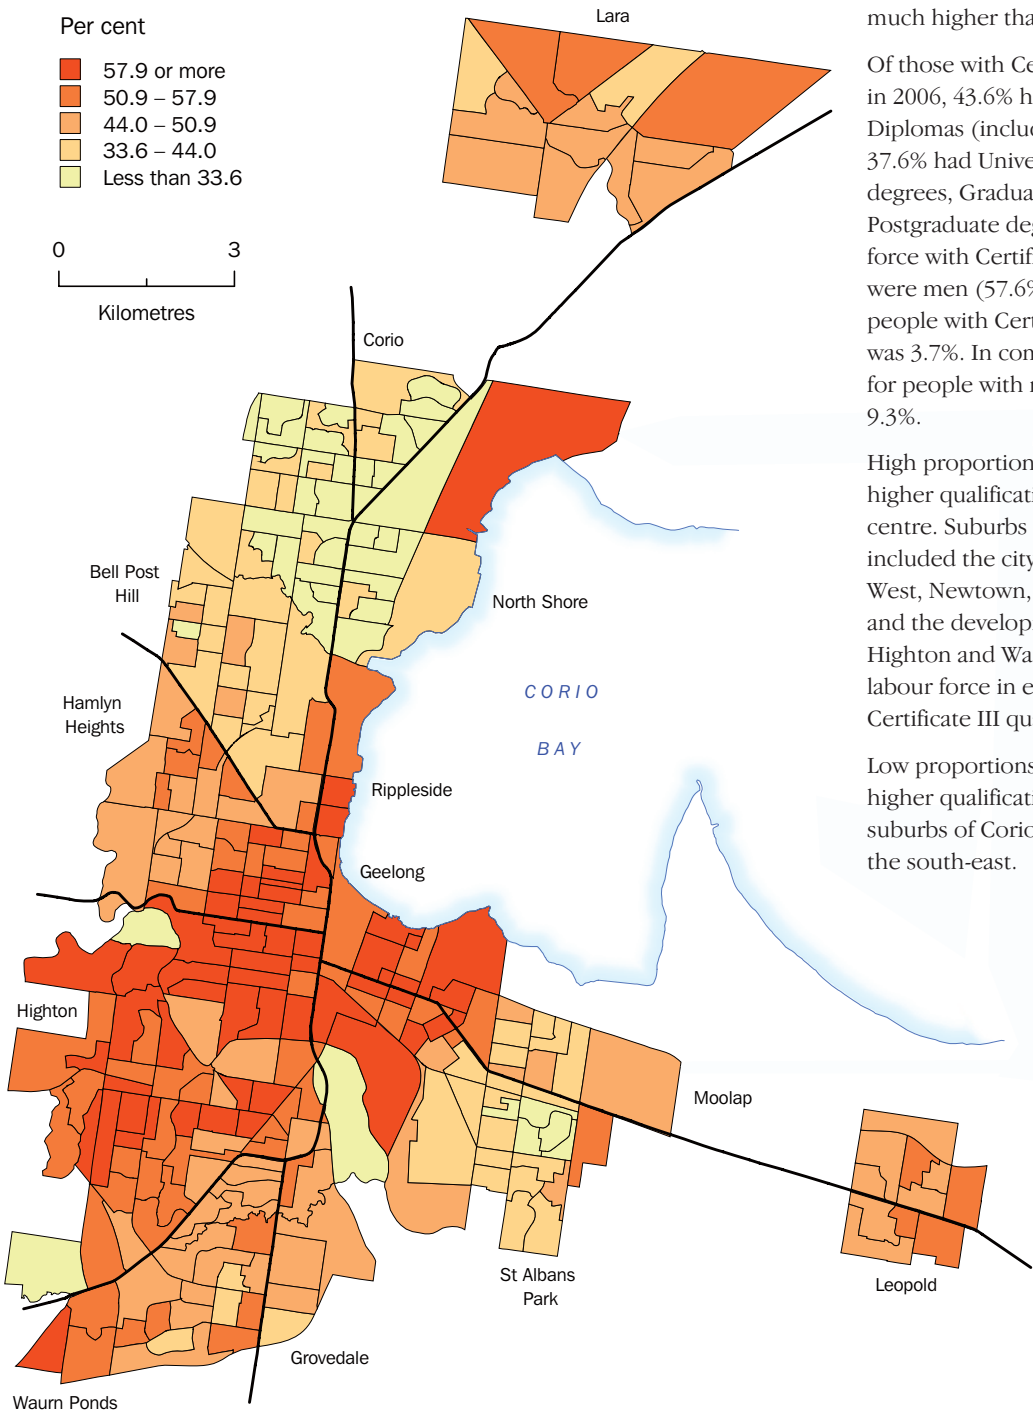 Per cent
57.9 or more
50.9 – 57.9
44.0 – 50.9
33.6 – 44.0
Less than 33.6
0 3
Kilometres
Lara
Corio
Bell Post
Hill
North Shore
Hamlyn
Heights
CORIO
BAY
Rippleside
Geelong
Highton
Moolap
St Albans
Park
Leopold
Grovedale
Waurn Ponds
much higher tha
Of those with Ce
in 2006, 43.6% h
Diplomas (includ
37.6% had Unive
degrees, Gradua
Postgraduate deg
force with Certif
were men (57.6%
people with Cert
was 3.7%. In com
for people with n
9.3%.
High proportion
higher qualificati
centre. Suburbs
included the city
West, Newtown,
and the develop
Highton and Wa
labour force in e
Certificate III qu
Low proportions
higher qualificati
suburbs of Corio
the south-east.